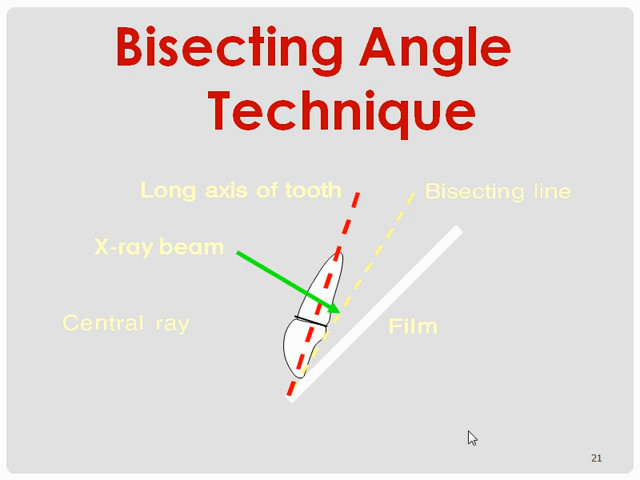 Bisecting Angle
Technique
Long axis of tooth
Bisecting line
X-ray beam
Central ray
Film
21